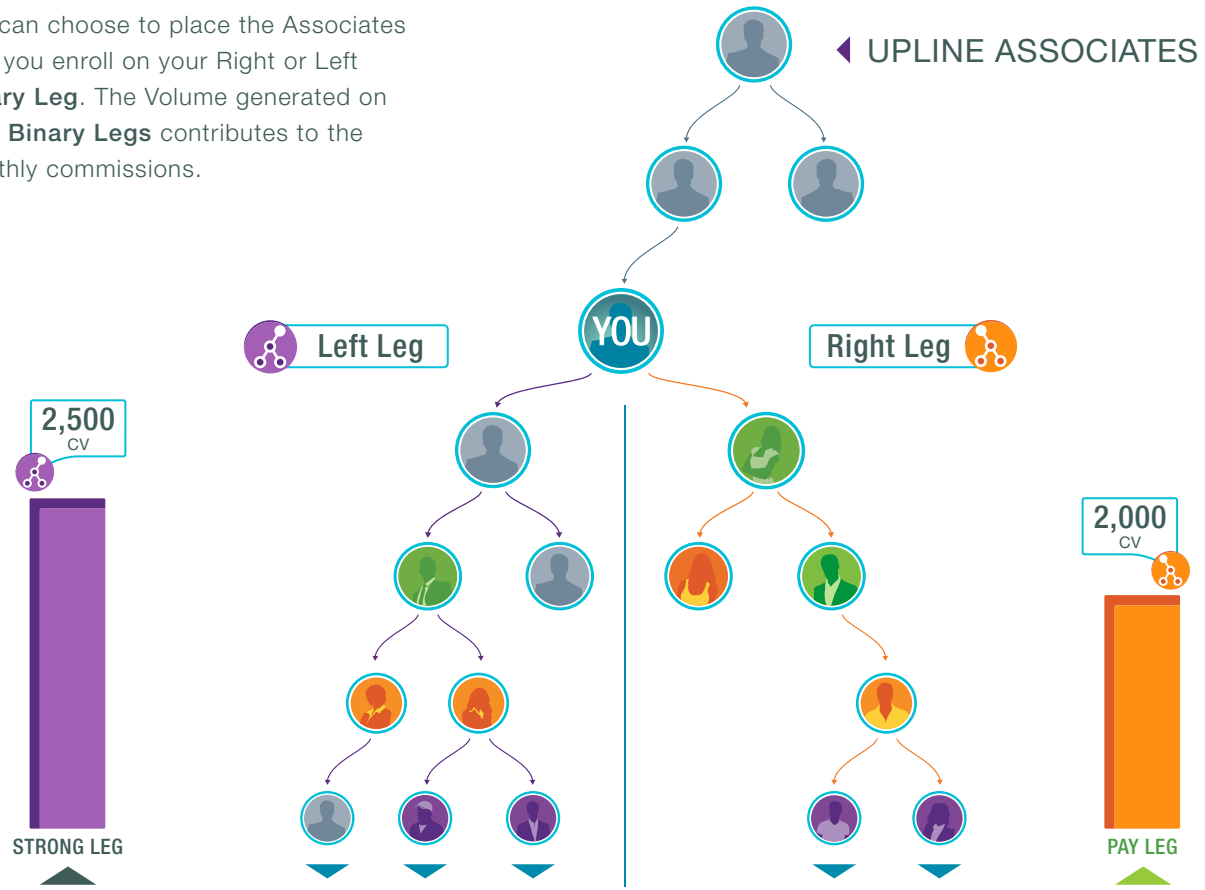 can choose to place the Associates
you enroll on your Right or Left
ary Leg. The Volume generated on
Binary Legs contributes to the
thly commissions.
UPLINE ASSOCIATES
YOU
Left Leg
Right Leg
2,500
CV
2,000
CV
STRONG LEG
PAY LEG